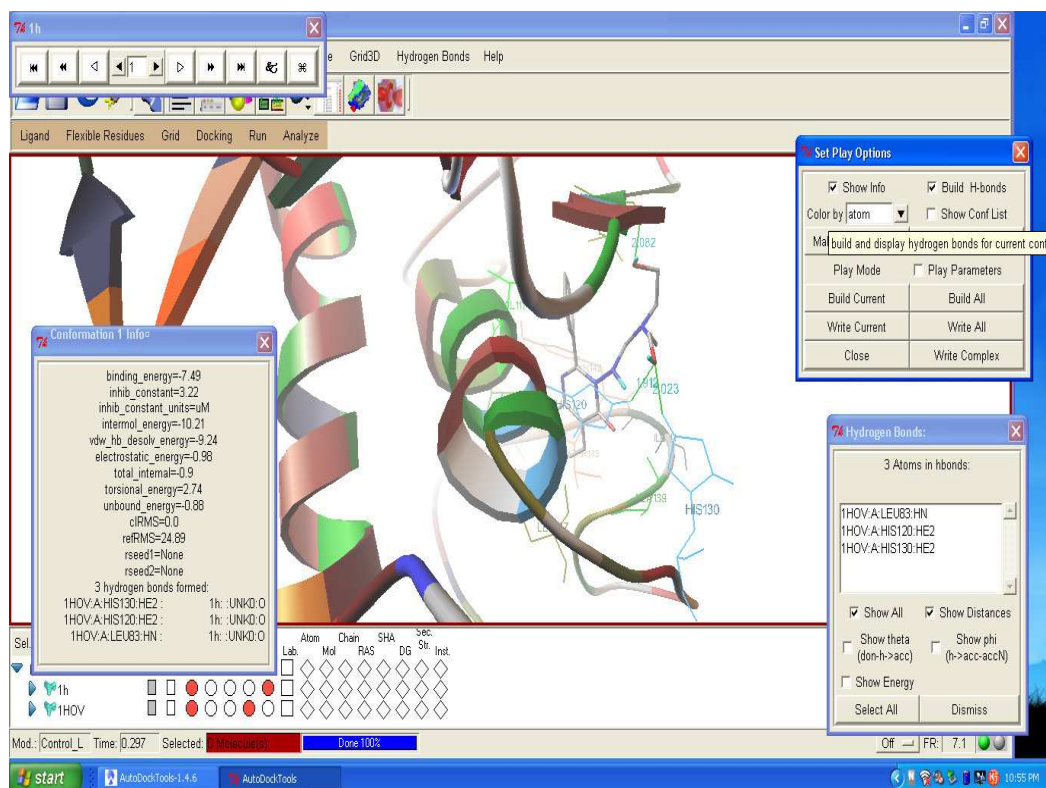 1h
1
Grid3D Hydrogen Bonds Help
Ligand Flexible Residues Grid Docking Run Analyze
Set Play Options
Show Info Build H-bonds
Color by atom Show Conf List
build and display hydrogen bonds for current conf
Play Mode Play Parameters
Build Current Build All
Write Current Write All
Close Write Complex
2.082
1.912
2.023
HIS120
HIS130
Conformation 1 Info
binding_energy=-7.49
inhib_constant=3.22
inhib_constant_units=uM
intermol_energy=-10.21
vdw_hb_desolv_energy=-9.24
electrostatic_energy=-0.98
total_internal=-0.9
torsional_energy=2.74
unbound_energy=-0.88
clRMS=0.0
refRMS=24.89
rseed1=None
rseed2=None
3 hydrogen bonds formed:
1HOV:A:HIS130:HE2 : 1h: :UNK0:O
1HOV:A:HIS120:HE2 : 1h: :UNK0:O
1HOV:A:LEU83:HN : 1h: :UNK0:O
Hydrogen Bonds:
3 Atoms in hbonds:
1HOV:A:LEU83:HN
1HOV:A:HIS120:HE2
1HOV:A:HIS130:HE2
Show All Show Distances
Show theta (don-h->acc)
Show phi (h->acc-accN)
Show Energy
Select All Dismiss
Sel.
Lab. Atom Mol Chain RAS SHA DG Sec. Str. Inst.
1h
1HOV
Mod.: Control_L Time: 0.297 Selected: Done 100% Off FR: 7.1
start AutoDockTools-1.4.6 AutoDockTools 10:55 PM